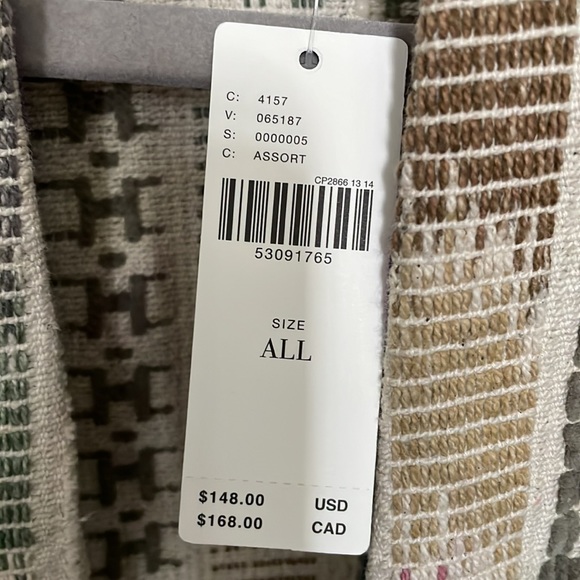 C: 4157
V: 065187
S: 0000005
C: ASSORT
CP2866 13 14
53091765
SIZE
ALL
$148.00 USD
$168.00 CAD